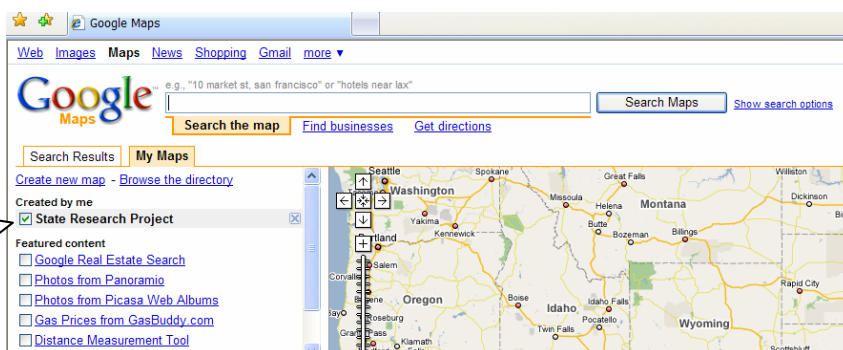 Google Maps
Web Images Maps News Shopping Gmail more ▼
Google™ Maps
e.g., "10 market st, san francisco" or "hotels near lax"
Search Maps
Show search options
Search the map Find businesses Get directions
Search Results My Maps
Create new map - Browse the directory
Created by me
State Research Project
Featured content
Google Real Estate Search
Photos from Panoramio
Photos from Picasa Web Albums
Gas Prices from GasBuddy.com
Distance Measurement Tool
Seattle
Spokane
Great Falls
Williston
Washington
Missoula
Helena
Montana
Dickinson
Yakima
Butte
Kennewick
Bozeman
Billings
Salem
Rapid City
Oregon
Boise
Idaho
Idaho Falls
Roseburg
Pocatello
Wyoming
Twin Falls
Klamath
Scottsbluff